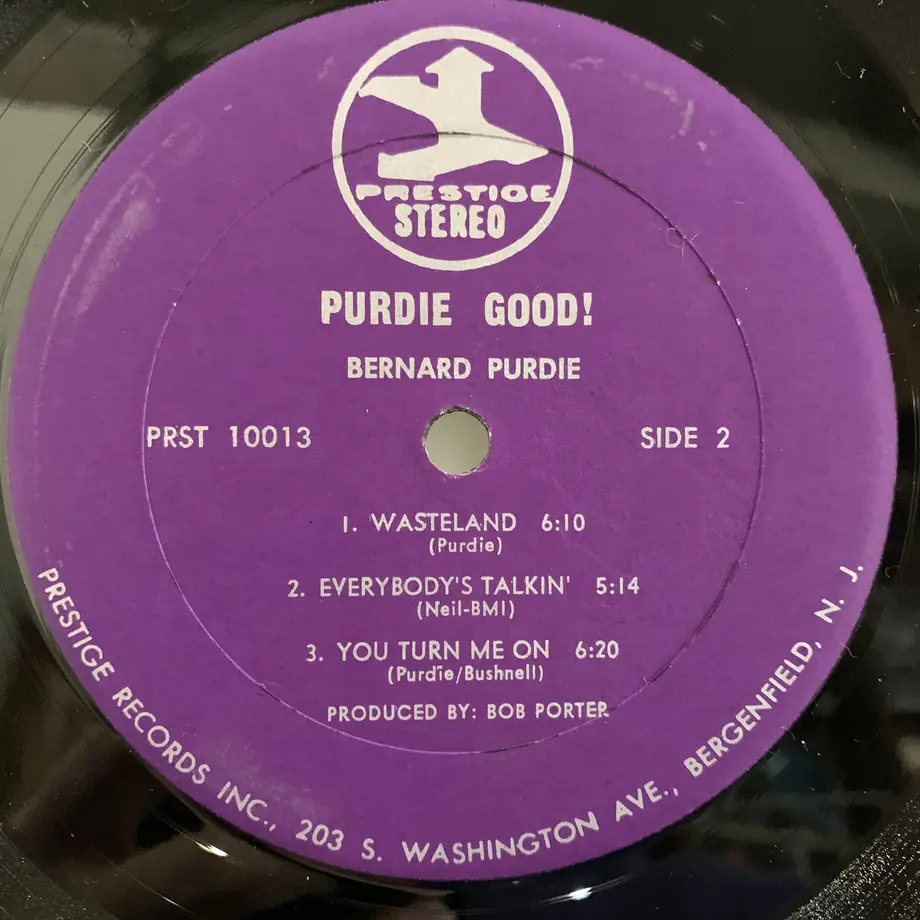 PRESTIGE
STEREO
PURDIE GOOD!
BERNARD PURDIE
PRST 10013
SIDE 2
1. WASTELAND 6:10
(Purdie)
2. EVERYBODY'S TALKIN' 5:14
(Neil-BMI)
3. YOU TURN ME ON 6:20
(Purdie/Bushnell)
PRODUCED BY: BOB PORTER
PRESTIGE RECORDS INC., 203 S. WASHINGTON AVE., BERGENFIELD, N. J.